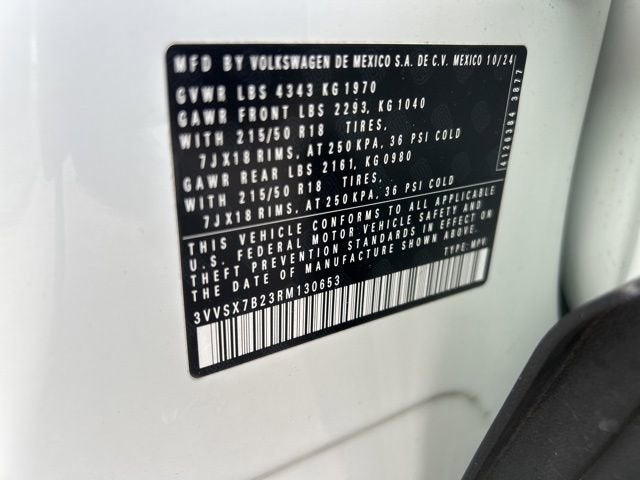 MFD BY VOLKSWAGEN DE MEXICO S.A. DE C.V. MEXICO 10/24
GVWR LBS 4343 KG 1970
GAWR FRONT LBS 2293, KG 1040
WITH 215/50 R18 TIRES,
7JX18 RIMS, AT 250 KPA, 36 PSI COLD
GAWR REAR LBS 2161, KG 0980
WITH 215/50 R18 TIRES,
7JX18 RIMS, AT 250 KPA, 36 PSI COLD
THIS VEHICLE CONFORMS TO ALL APPLICABLE
U.S. FEDERAL MOTOR VEHICLE SAFETY AND
THEFT PREVENTION STANDARDS IN EFFECT ON
THE DATE OF MANUFACTURE SHOWN ABOVE.
TYPE: MPV
3VVSX7B23RM130653
4126384 3877